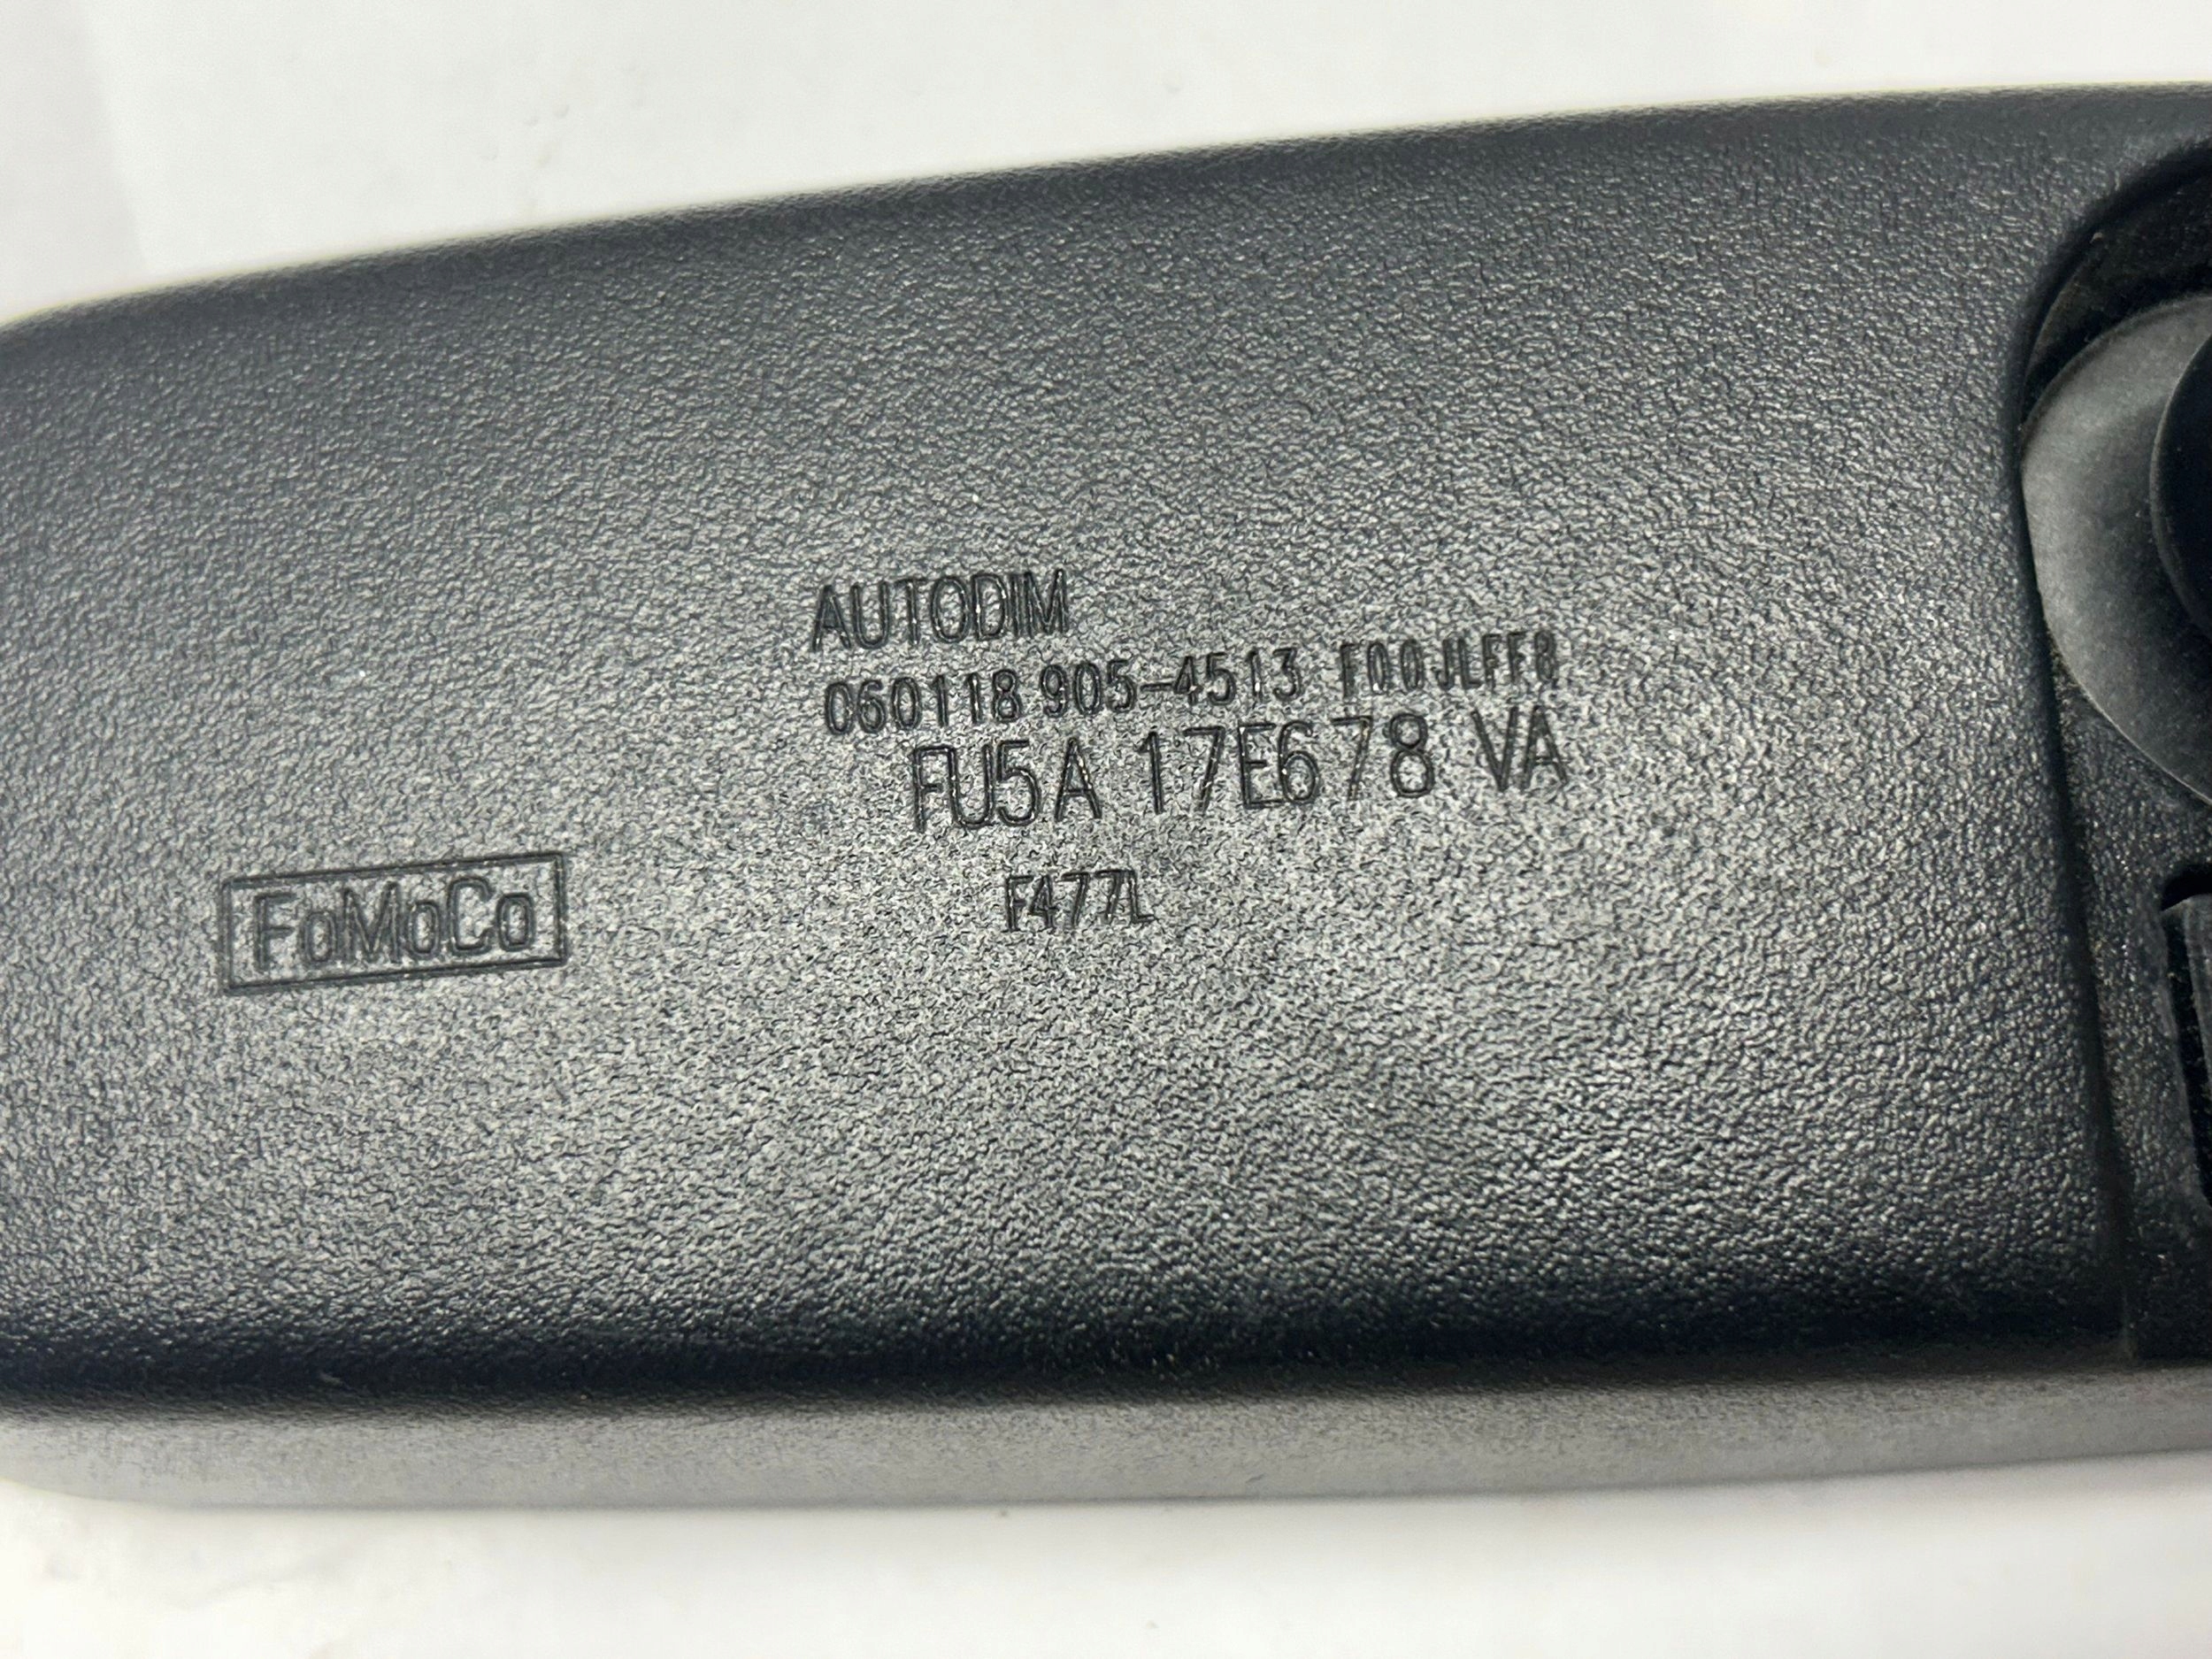 AUTODIM
060118 905-4513 F00JLFF8
FU5A 17E678 VA
F477L
FoMoCo